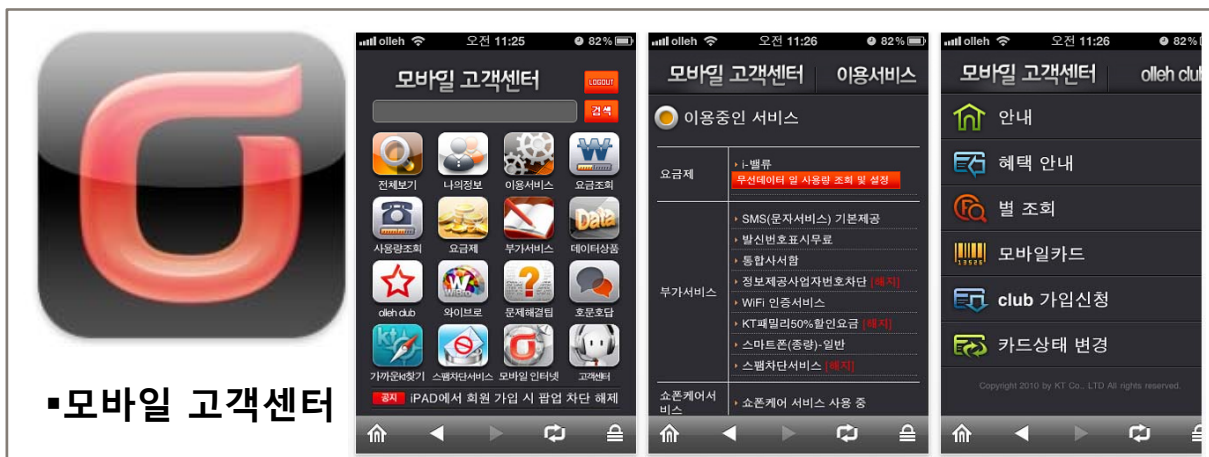 ▪모바일 고객센터
olleh 오전 11:25 82%
모바일 고객센터 LOGOUT
검색
전체보기 나의정보 이용서비스 요금조회
Data
사용량조회 요금제 부가서비스 데이터상품
WiBro
olleh club 와이브로 문제해결팁 호문호답
kt
가까운kt찾기 스팸차단서비스 모바일 인터넷 고객센터
공지 iPAD에서 회원 가입 시 팝업 차단 해제
olleh 오전 11:26 82%
모바일 고객센터 이용서비스
이용중인 서비스
요금제
i-밸류
무선데이터 일 사용량 조회 및 설정
부가서비스
SMS(문자서비스) 기본제공
발신번호표시무료
통합사서함
정보제공사업자번호차단 [해지]
WiFi 인증서비스
KT패밀리50%할인요금 [해지]
스마트폰(종량)-일반
스팸차단서비스 [해지]
쇼폰케어서
비스
쇼폰케어 서비스 사용 중
olleh 오전 11:26 82%
모바일 고객센터 olleh clu
안내
혜택 안내
별 조회
모바일카드
club 가입신청
카드상태 변경
Copyright 2010 by KT Co., LTD All rights reserved.